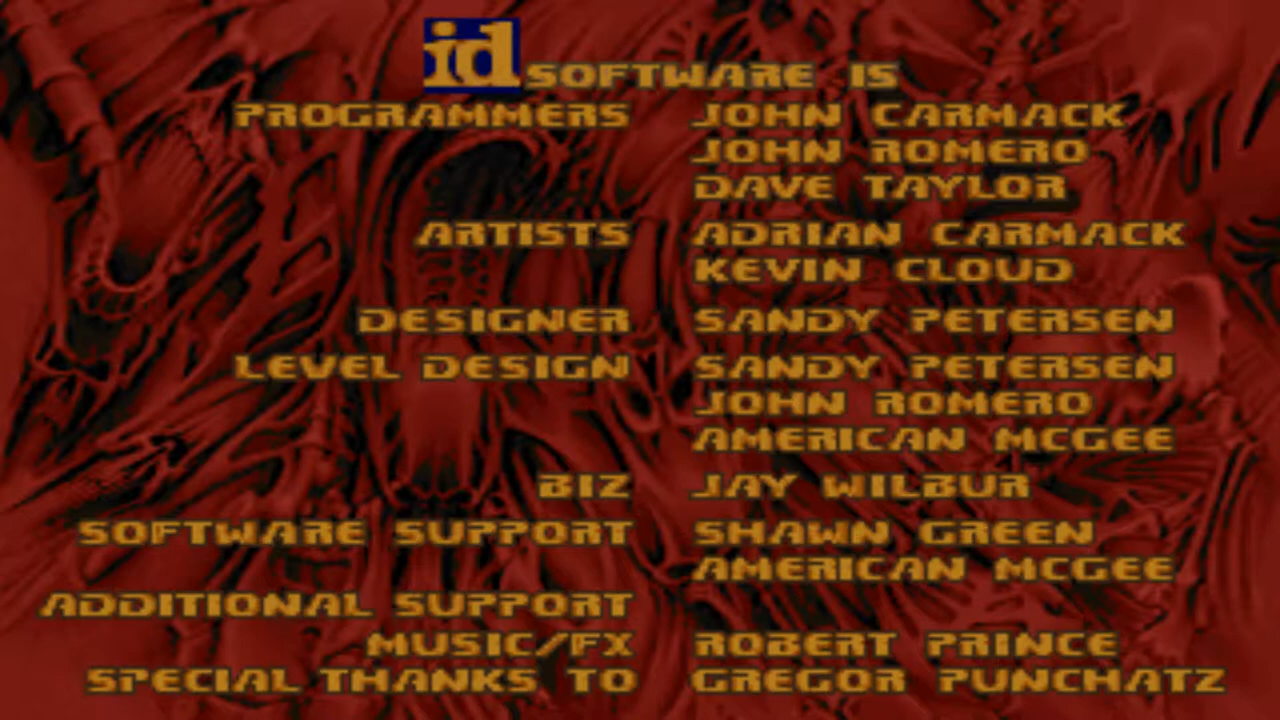 id SOFTWARE IS
PROGRAMMERS JOHN CARMACK
JOHN ROMERO
DAVE TAYLOR
ARTISTS ADRIAN CARMACK
KEVIN CLOUD
DESIGNER SANDY PETERSEN
LEVEL DESIGN SANDY PETERSEN
JOHN ROMERO
AMERICAN MCGEE
BIZ JAY WILBUR
SOFTWARE SUPPORT SHAWN GREEN
AMERICAN MCGEE
ADDITIONAL SUPPORT
MUSIC/FX ROBERT PRINCE
SPECIAL THANKS TO GREGOR PUNCHATZ